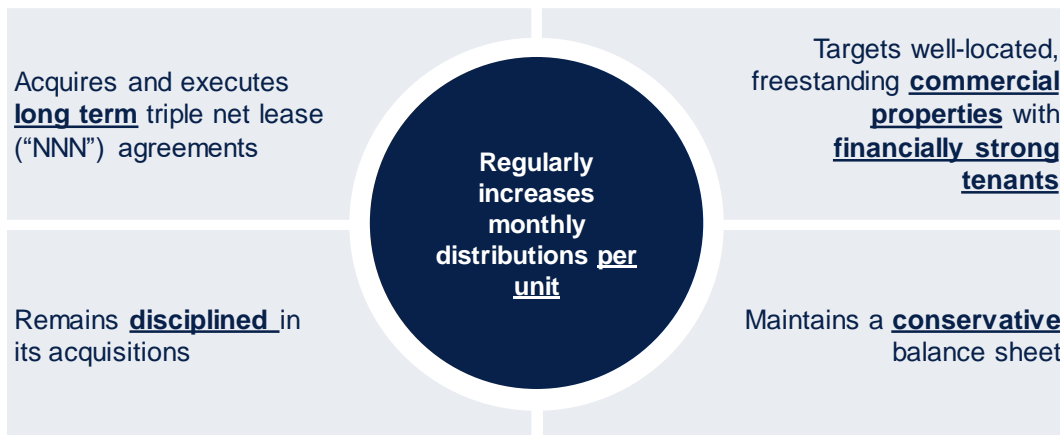 Acquires and executes
long term triple net lease
(“NNN”) agreements
Targets well-located,
freestanding commercial
properties with
financially strong
tenants
Regularly
increases
monthly
distributions per
unit
Remains disciplined in
its acquisitions
Maintains a conservative
balance sheet